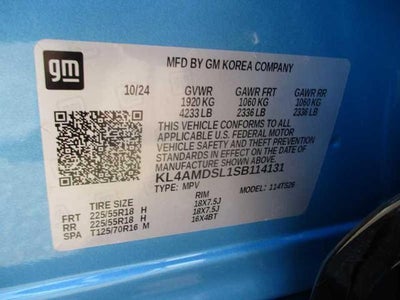 gm
MFD BY GM KOREA COMPANY
10/24 GVWR GAWR FRT GAWR RR
1920 KG 1060 KG 1060 KG
4233 LB 2336 LB 2336 LB
THIS VEHICLE CONFORMS TO ALL
APPLICABLE U.S. FEDERAL MOTOR
VEHICLE SAFETY AND THEFT
PREVENTION STANDARDS IN EFFECT
ON THE DATE OF
MANUFACTURE SHOWN ABOVE.
KL4AMDSL1SB114131
TYPE: MPV MODEL: 114TS26
TIRE SIZE RIM
FRT 225/55R18 H 18X7.5J
RR 225/55R18 H 18X7.5J
SPA T125/70R16 M 16X4BT